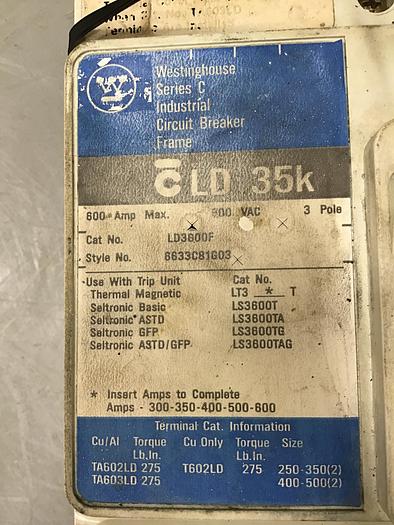 Westinghouse
Series C
Industrial
Circuit Breaker
Frame
C LD 35k
600 Amp Max. 600 VAC 3 Pole
Cat No. LD3600F
Style No. 6633C81G03
Use With Trip Unit Cat No.
Thermal Magnetic LT3 * T
Seltronic Basic LS3600T
Seltronic ASTD LS3600TA
Seltronic GFP LS3600TG
Seltronic ASTD/GFP LS3600TAG
* Insert Amps to Complete
Amps - 300-350-400-500-600
Terminal Cat. Information
Cu/Al Torque Cu Only Torque Size
Lb.In. Lb.In.
TA602LD 275 T602LD 275 250-350(2)
TA603LD 275 400-500(2)